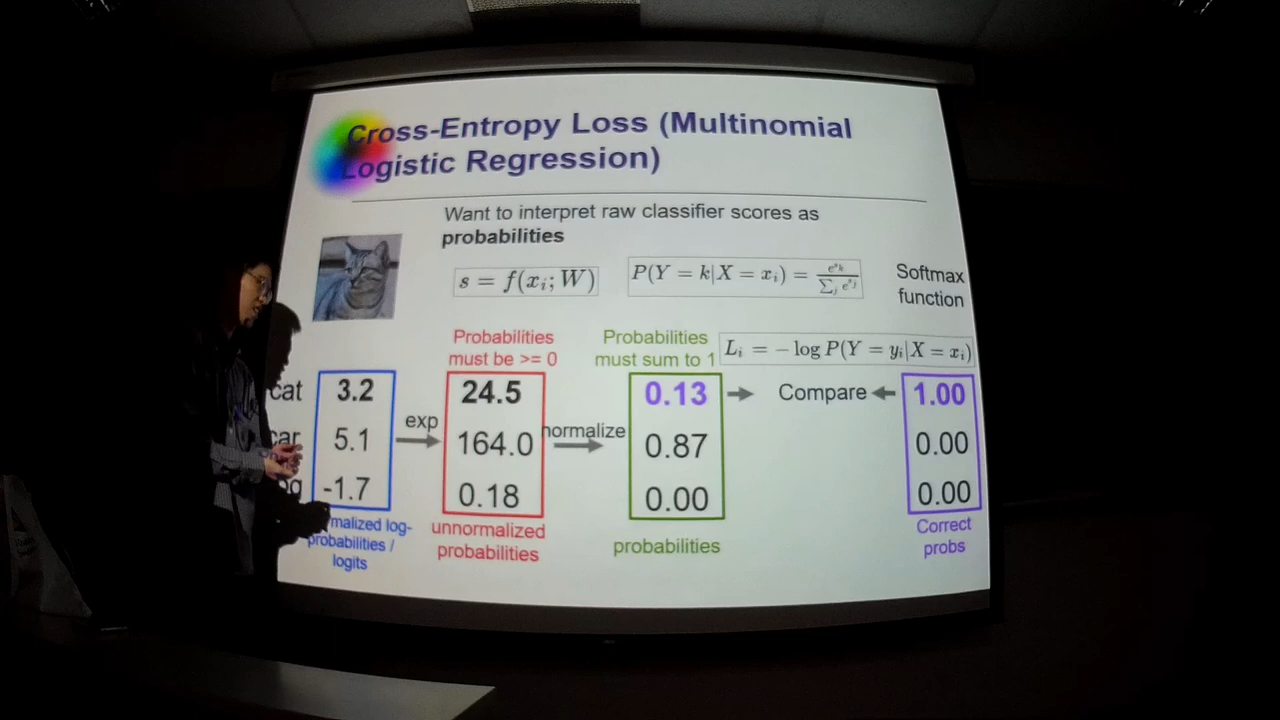 Cross-Entropy Loss (Multinomial
Logistic Regression)
Want to interpret raw classifier scores as
probabilities
s = f(x_i; W)
P(Y = k|X = x_i) = \frac{e^{s_k}}{\sum_j e^{s_j}}
Softmax
function
Probabilities
must be >= 0
Probabilities
must sum to 1
L_i = − log P(Y = y_i|X = x_i)
cat
3.2
24.5
0.13
Compare
1.00
car
5.1
exp
164.0
normalize
0.87
0.00
-1.7
0.18
0.00
0.00
log-
probabilities /
logits
unnormalized
probabilities
probabilities
Correct
probs